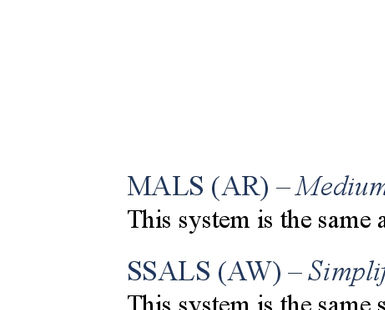 MALS (AR) – Medium
This system is the same a
SSALS (AW) – Simplif
This system is the same s